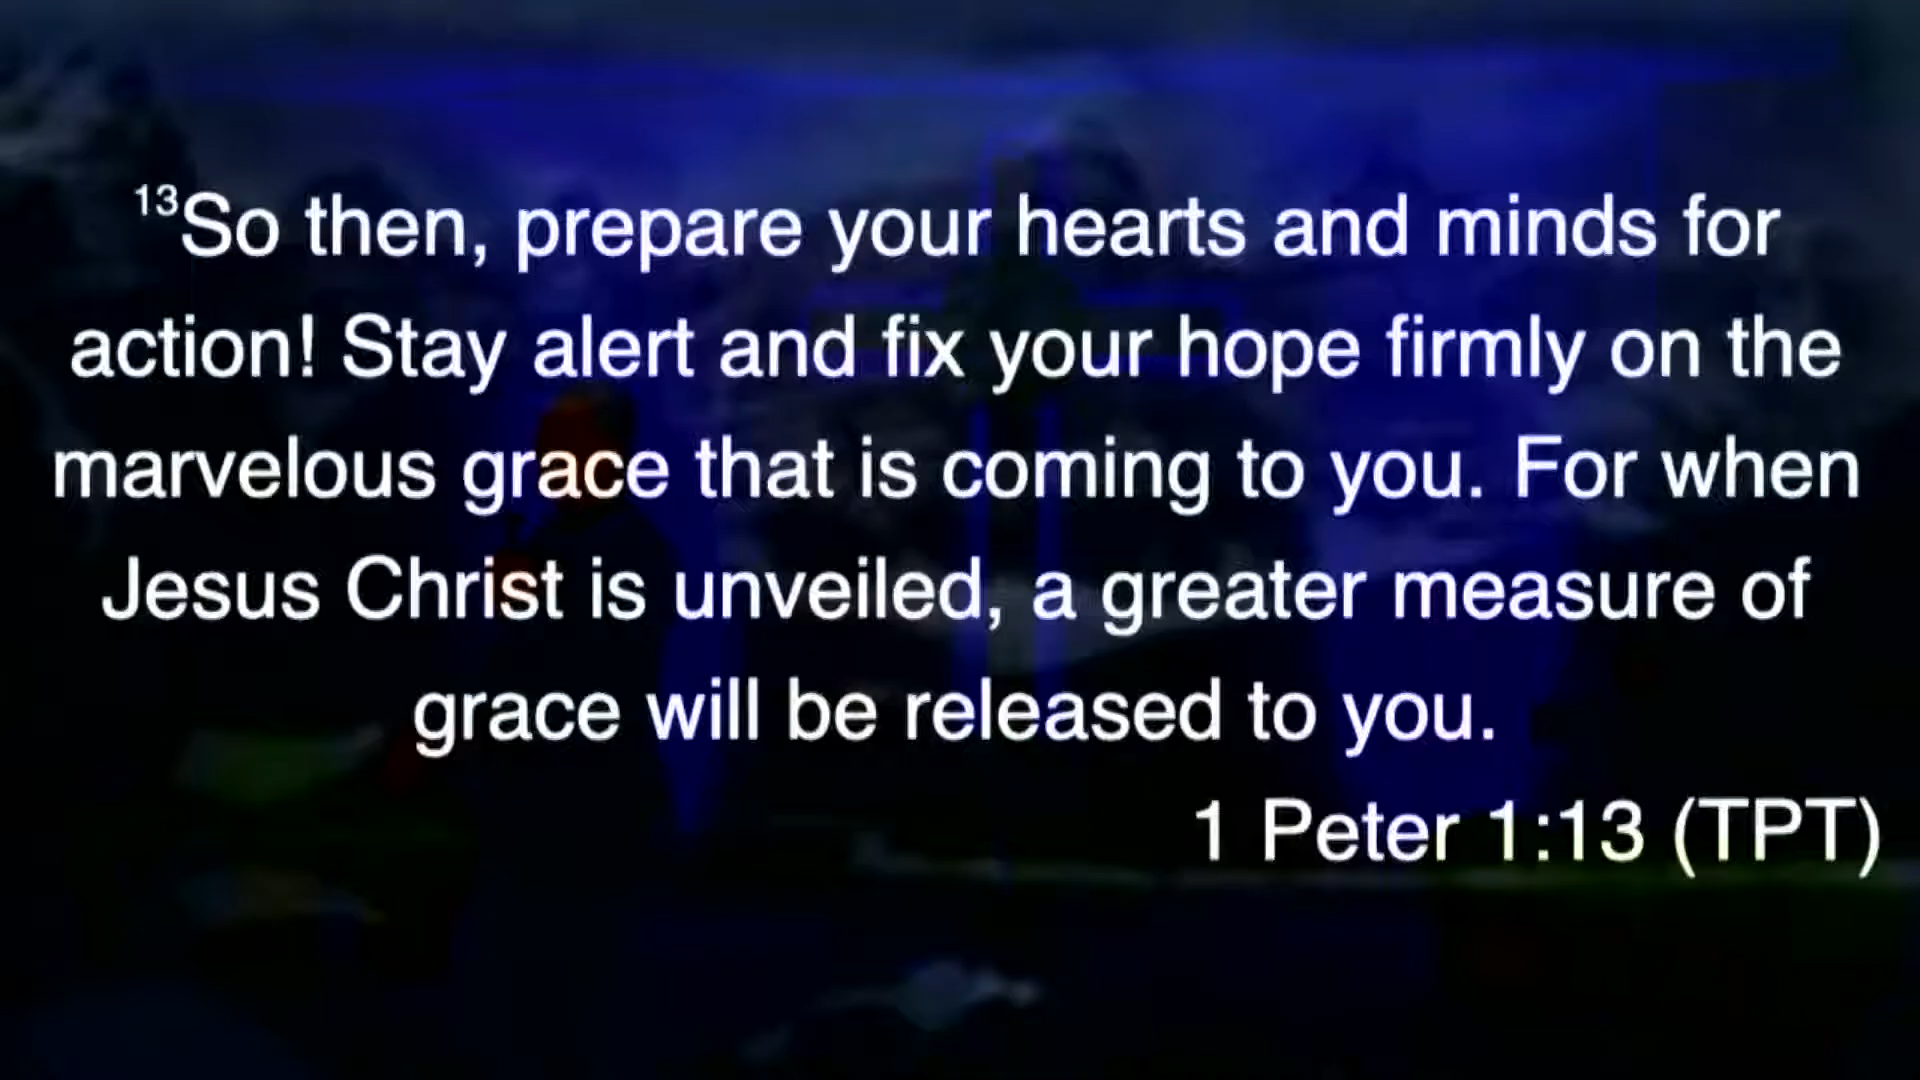 13So then, prepare your hearts and minds for
action! Stay alert and fix your hope firmly on the
marvelous grace that is coming to you. For when
Jesus Christ is unveiled, a greater measure of
grace will be released to you.
1 Peter 1:13 (TPT)